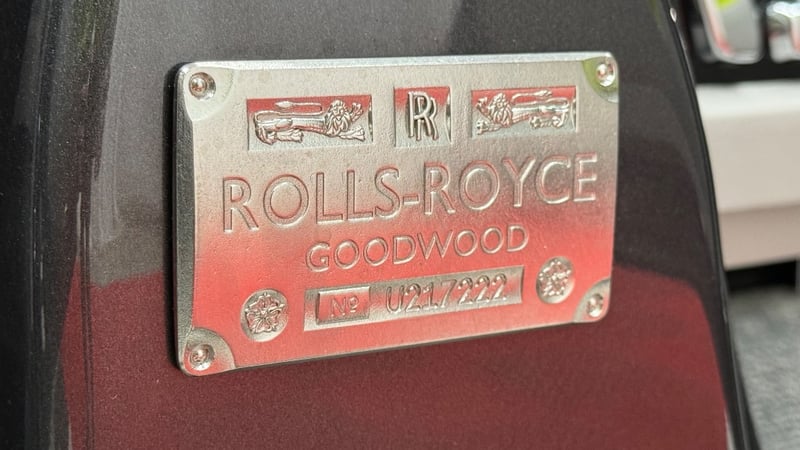 RR
ROLLS-ROYCE
GOODWOOD
Nº U217222